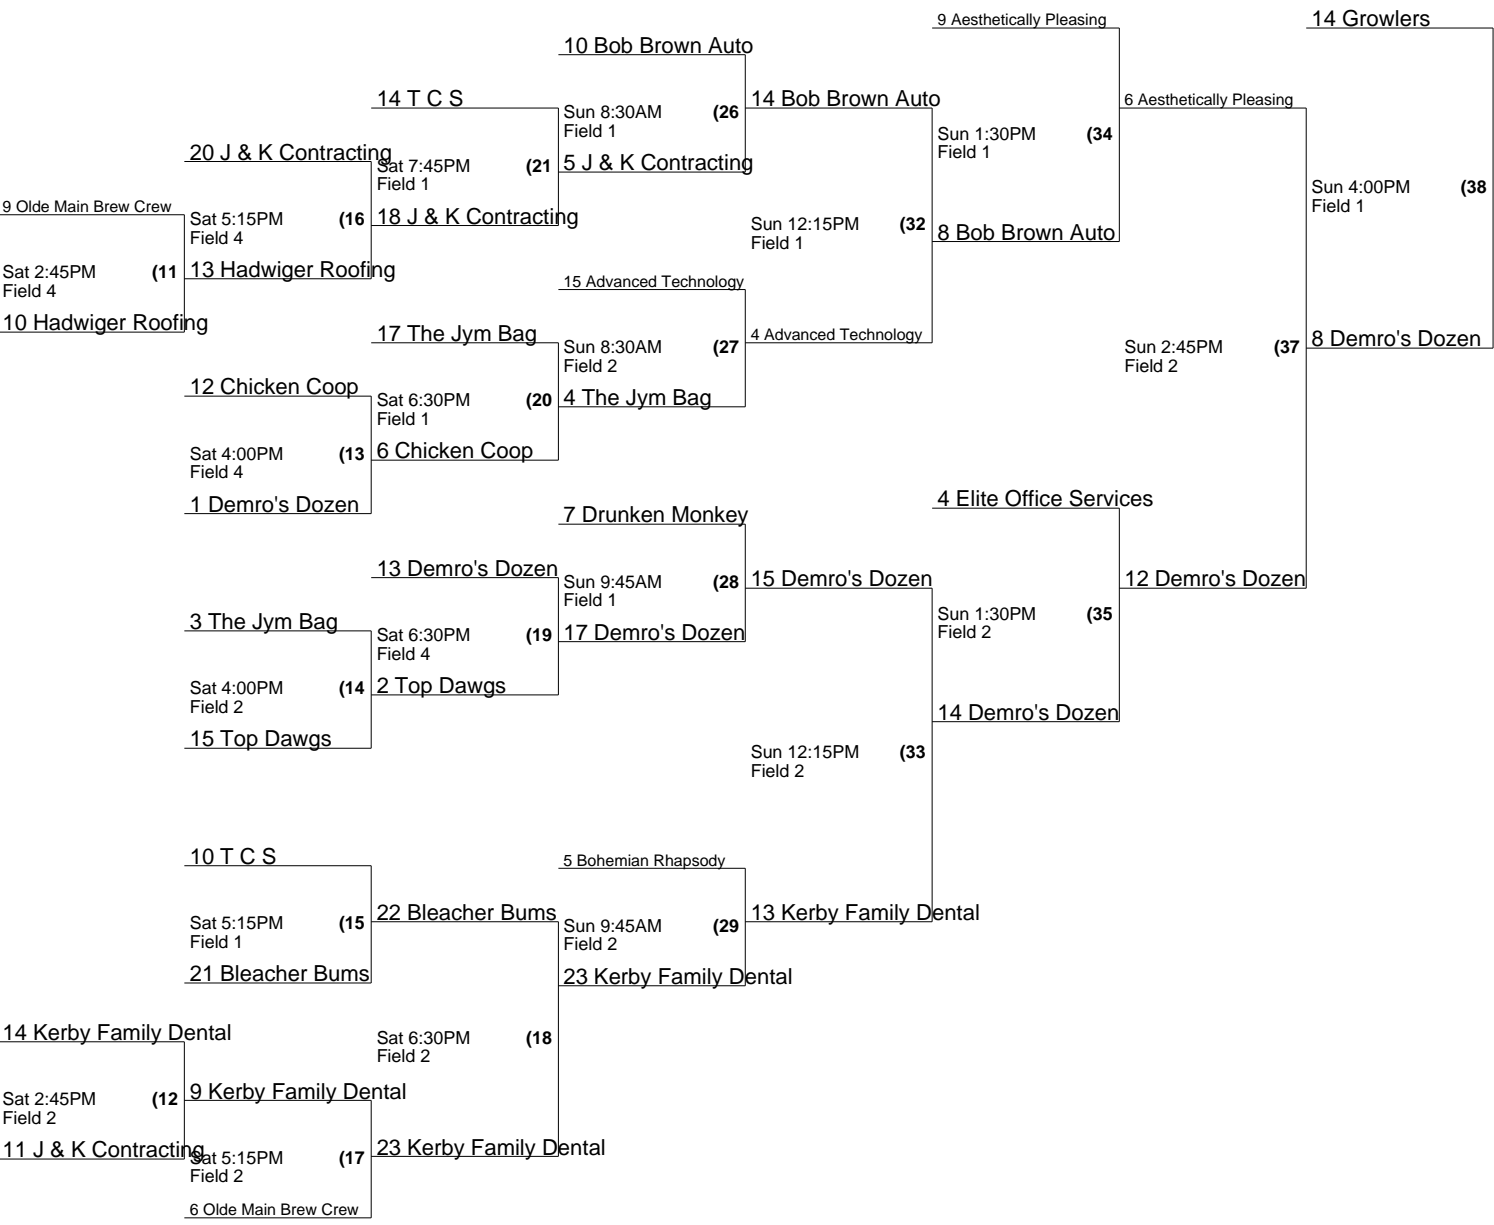 9 Aesthetically Pleasing
14 Growlers
10 Bob Brown Auto
14 T C S
Sun 8:30AM (26
Field 1
14 Bob Brown Auto
6 Aesthetically Pleasing
Sun 1:30PM (34
Field 1
20 J & K Contracting
Sat 7:45PM (21
Field 1
5 J & K Contracting
Sun 4:00PM (38
Field 1
9 Olde Main Brew Crew
Sat 5:15PM (16
Field 4
18 J & K Contracting
Sun 12:15PM (32
Field 1
8 Bob Brown Auto
Sat 2:45PM (11
Field 4
13 Hadwiger Roofing
15 Advanced Technology
10 Hadwiger Roofing
17 The Jym Bag
Sun 8:30AM (27
Field 2
4 Advanced Technology
Sun 2:45PM (37
Field 2
8 Demro's Dozen
12 Chicken Coop
Sat 6:30PM (20
Field 1
4 The Jym Bag
Sat 4:00PM (13
Field 4
6 Chicken Coop
1 Demro's Dozen
7 Drunken Monkey
4 Elite Office Services
13 Demro's Dozen
Sun 9:45AM (28
Field 1
15 Demro's Dozen
12 Demro's Dozen
3 The Jym Bag
Sat 6:30PM (19
Field 4
17 Demro's Dozen
Sun 1:30PM (35
Field 2
Sat 4:00PM (14
Field 2
2 Top Dawgs
14 Demro's Dozen
15 Top Dawgs
Sun 12:15PM (33
Field 2
10 T C S
5 Bohemian Rhapsody
Sat 5:15PM (15
Field 1
22 Bleacher Bums
Sun 9:45AM (29
Field 2
13 Kerby Family Dental
21 Bleacher Bums
23 Kerby Family Dental
14 Kerby Family Dental
Sat 6:30PM (18
Field 2
Sat 2:45PM (12
Field 2
9 Kerby Family Dental
11 J & K Contracting
Sat 5:15PM (17
Field 2
23 Kerby Family Dental
6 Olde Main Brew Crew